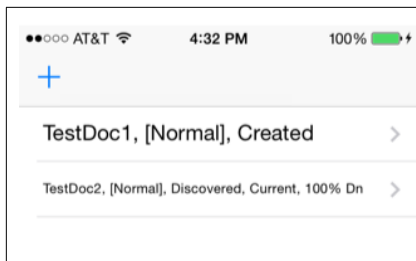 ●●○○○ AT&T 4:32 PM 100%
+
TestDoc1, [Normal], Created
TestDoc2, [Normal], Discovered, Current, 100% Dn